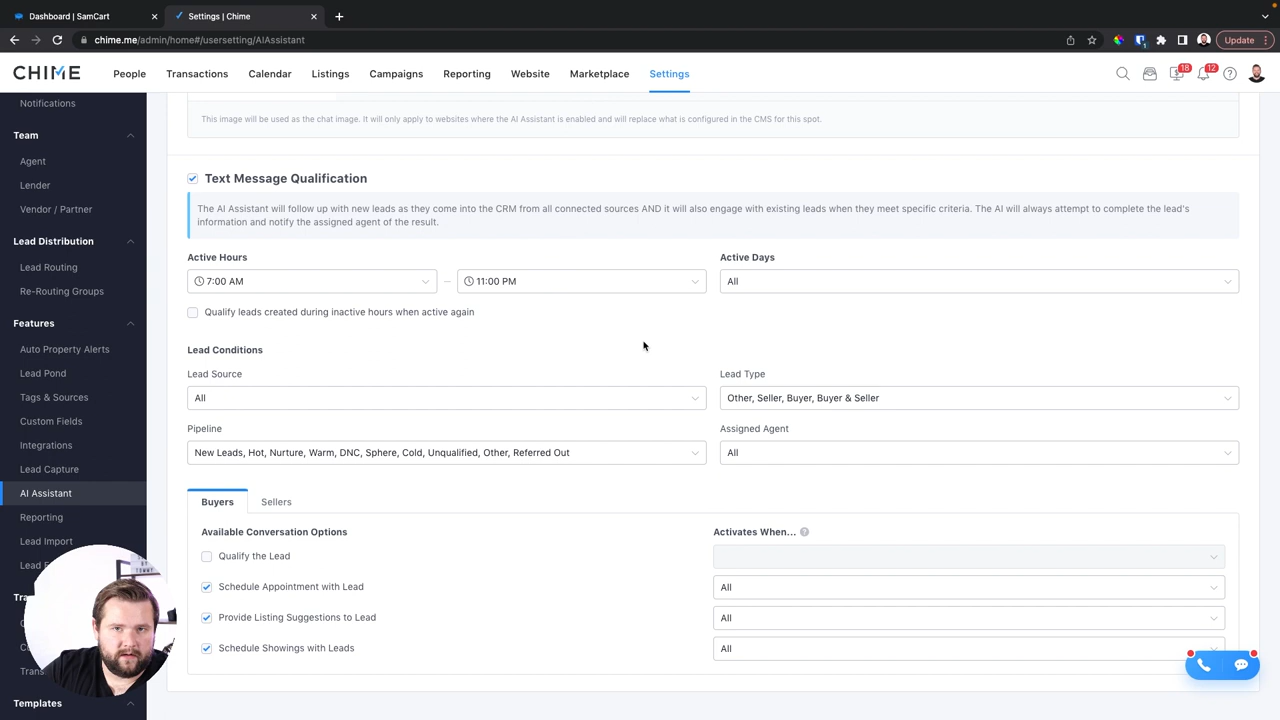 Dashboard | SamCart
Settings | Chime
chime.me/admin/home#/usersetting/AIAssistant
Update
CHIME
People
Transactions
Calendar
Listings
Campaigns
Reporting
Website
Marketplace
Settings
18
12
Notifications
Team
Agent
Lender
Vendor / Partner
Lead Distribution
Lead Routing
Re-Routing Groups
Features
Auto Property Alerts
Lead Pond
Tags & Sources
Custom Fields
Integrations
Lead Capture
AI Assistant
Reporting
Lead Import
Templates
This image will be used as the chat image. It will only apply to websites where the AI Assistant is enabled and will replace what is configured in the CMS for this spot.
Text Message Qualification
The AI Assistant will follow up with new leads as they come into the CRM from all connected sources AND it will also engage with existing leads when they meet specific criteria. The AI will always attempt to complete the lead's
information and notify the assigned agent of the result.
Active Hours
Active Days
7:00 AM
11:00 PM
All
Qualify leads created during inactive hours when active again
Lead Conditions
Lead Source
Lead Type
All
Other, Seller, Buyer, Buyer & Seller
Pipeline
Assigned Agent
New Leads, Hot, Nurture, Warm, DNC, Sphere, Cold, Unqualified, Other, Referred Out
All
Buyers
Sellers
Available Conversation Options
Activates When...
Qualify the Lead
Schedule Appointment with Lead
All
Provide Listing Suggestions to Lead
All
Schedule Showings with Leads
All